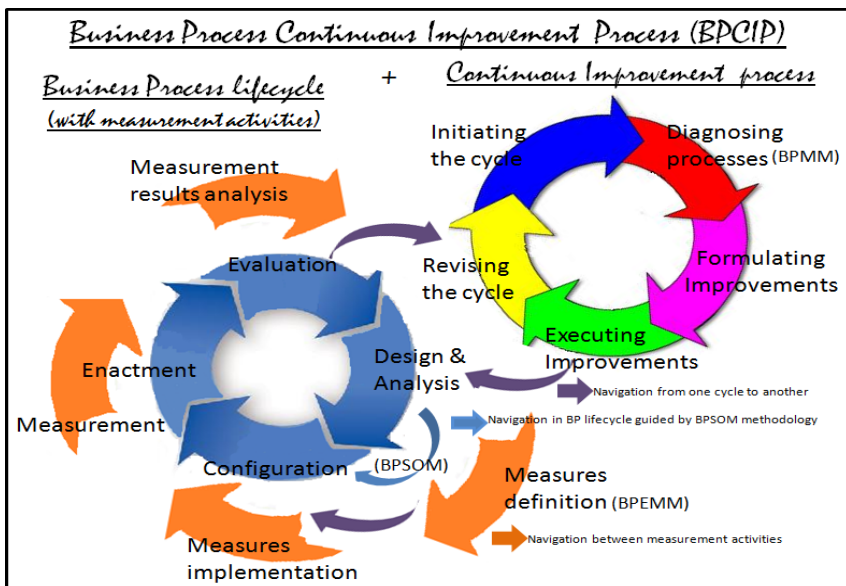 Business Process Continuous Improvement Process (BPCIP)
Business Process lifecycle
(with measurement activities)
+
Continuous Improvement process
Initiating
the cycle
Diagnosing
processes (BPMM)
Measurement
results analysis
Evaluation
Revising
the cycle
Formulating
Improvements
Executing
Improvements
Enactment
Design &
Analysis
Navigation from one cycle to another
Measurement
Navigation in BP lifecycle guided by BPSOM methodology
Configuration
(BPSOM)
Measures
definition (BPEMM)
Measures
implementation
Navigation between measurement activities